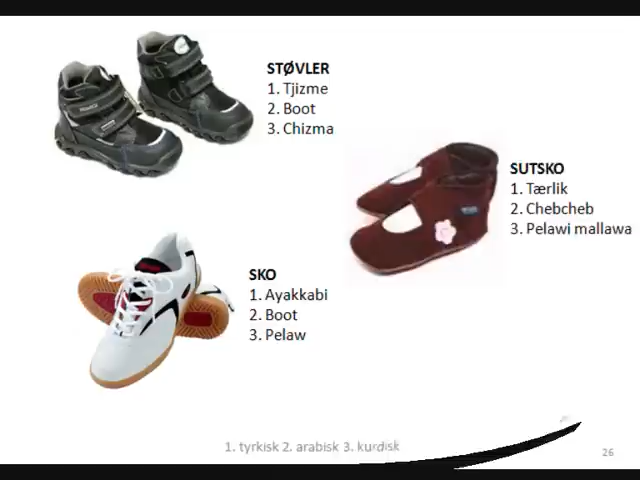 STØVLER
1. Tjizme
2. Boot
3. Chizma
SUTSKO
1. Tærlik
2. Chebcheb
3. Pelawi mallawa
SKO
1. Ayakkabi
2. Boot
3. Pelaw
1. tyrkisk 2. arabisk 3. kurdisk
26